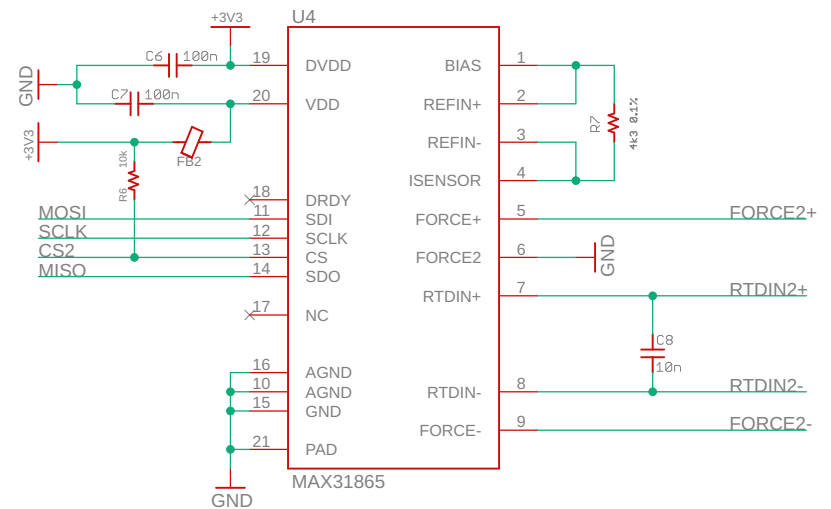 +3V3
U4
C6 100n
19
DVDD
BIAS
1
GND
C7 100n
20
VDD
REFIN+
2
R7
4k3 0.1%
+3V3
FB2
REFIN-
3
10k
R6
ISENSOR
4
18
DRDY
MOSI
11
SDI
FORCE+
5
FORCE2+
SCLK
12
SCLK
CS2
13
CS
FORCE2
6
GND
MISO
14
SDO
RTDIN+
7
RTDIN2+
17
NC
C8
10n
16
AGND
10
AGND
RTDIN-
8
RTDIN2-
15
GND
FORCE-
9
FORCE2-
21
PAD
MAX31865
GND